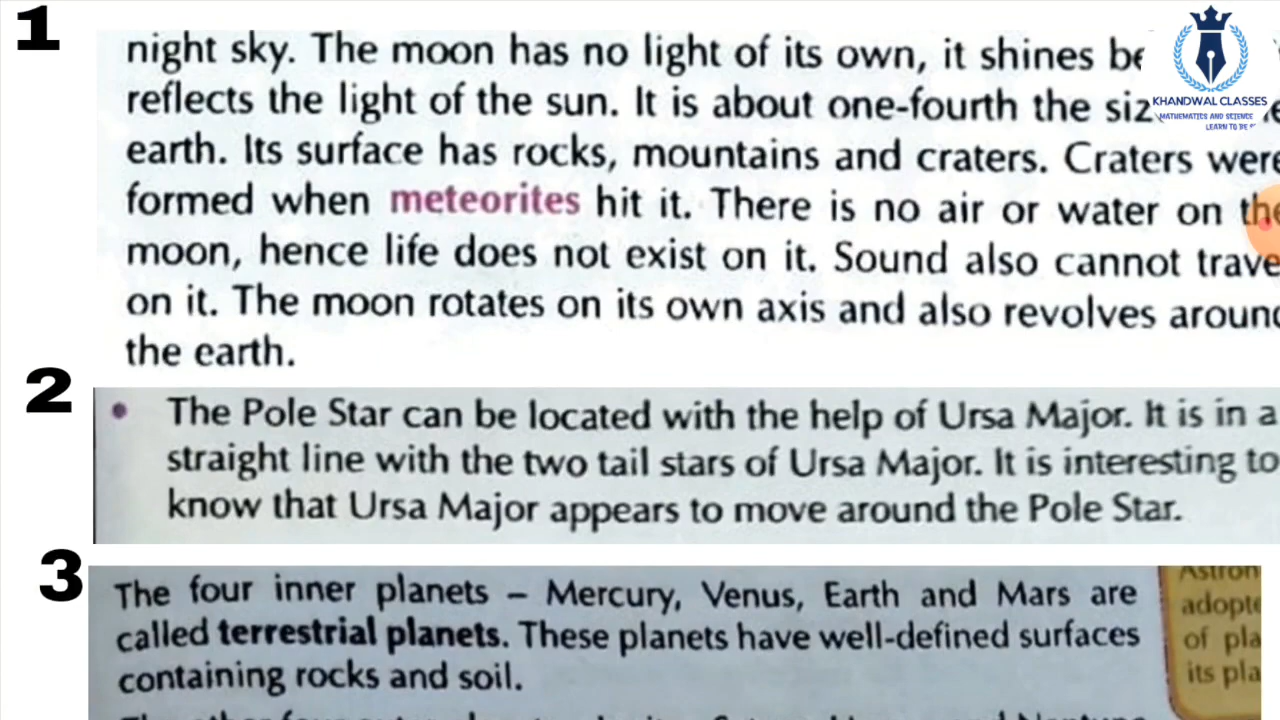 1
night sky. The moon has no light of its own, it shines
KHANDWAL CLASSES
MATHEMATICS AND SCIENCE
LEARN TO BE
reflects the light of the sun. It is about one-fourth the
earth. Its surface has rocks, mountains and craters. Craters were
formed when meteorites hit it. There is no air or water on the
moon, hence life does not exist on it. Sound also cannot
on it. The moon rotates on its own axis and also revolves
the earth.
2
• The Pole Star can be located with the help of Ursa Major. It is in a
straight line with the two tail stars of Ursa Major. It is interesting to
know that Ursa Major appears to move around the Pole Star.
3
The four inner planets – Mercury, Venus, Earth and Mars are
called terrestrial planets. These planets have well-defined surfaces
containing rocks and soil.
of
its